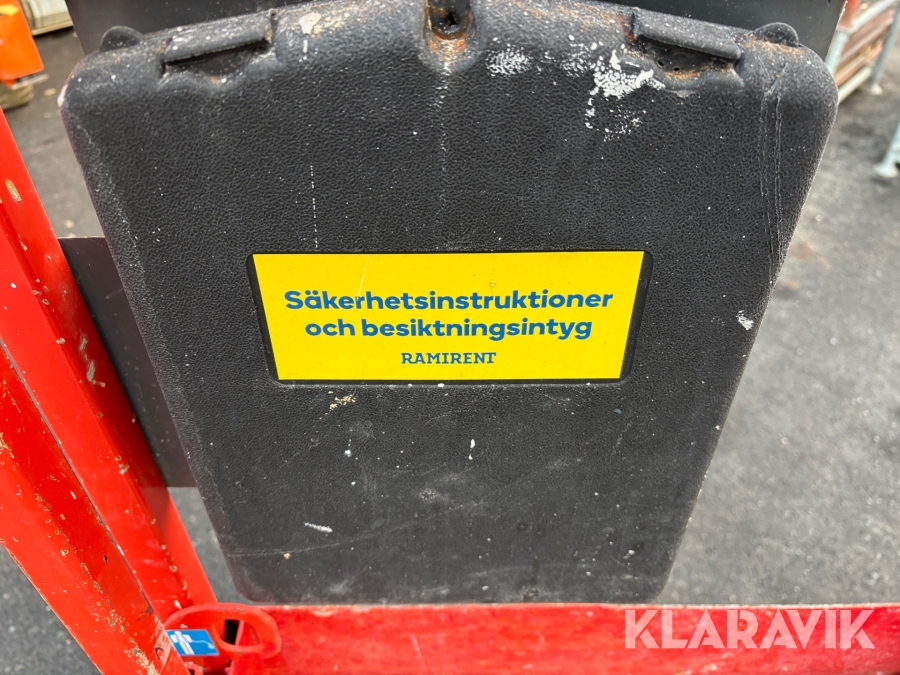 Säkerhetsinstruktioner
och besiktningsintyg
RAMIRENT
KLARAVIK